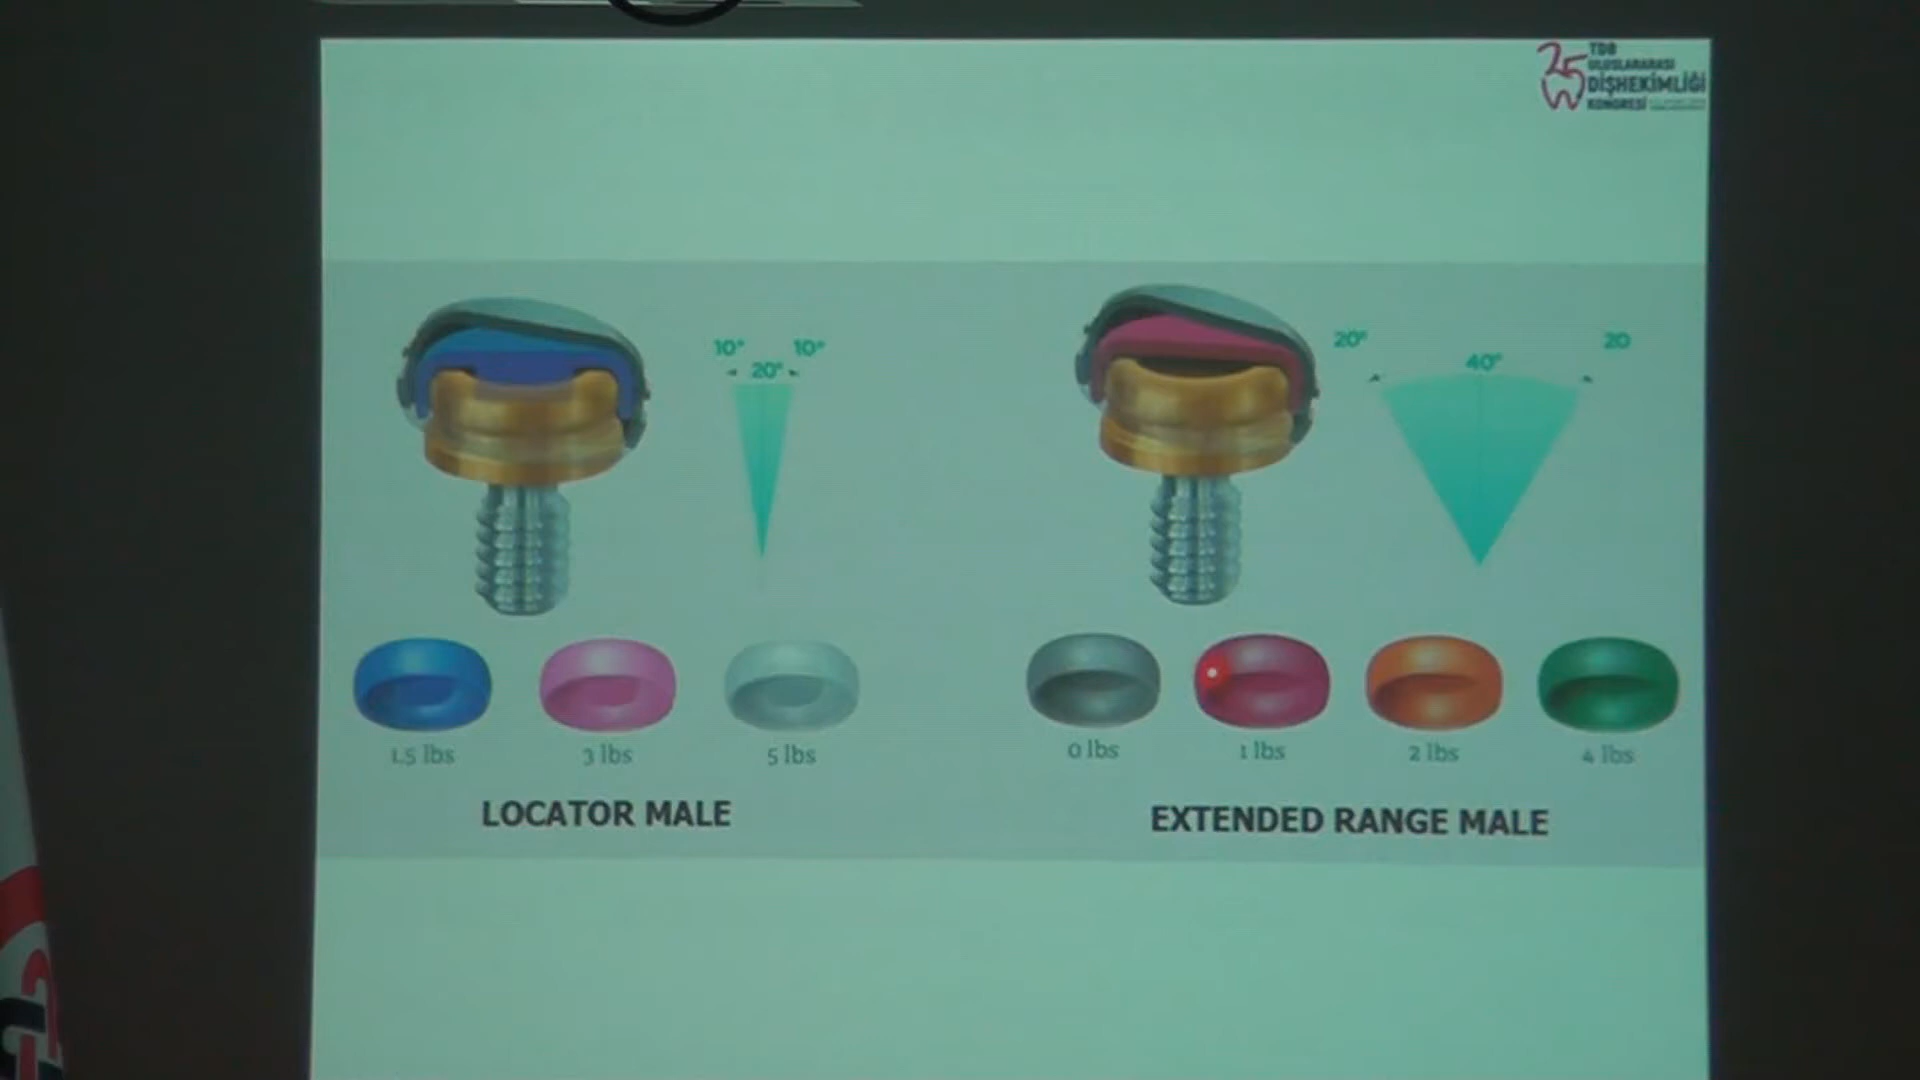 25
TDB
ULUSLARARASI
DİŞHEKİMLİĞİ
KONGRESİ
10° 10°
20°
20° 20
40°
1.5 lbs 3 lbs 5 lbs
0 lbs 1 lbs 2 lbs 4 lbs
LOCATOR MALE
EXTENDED RANGE MALE